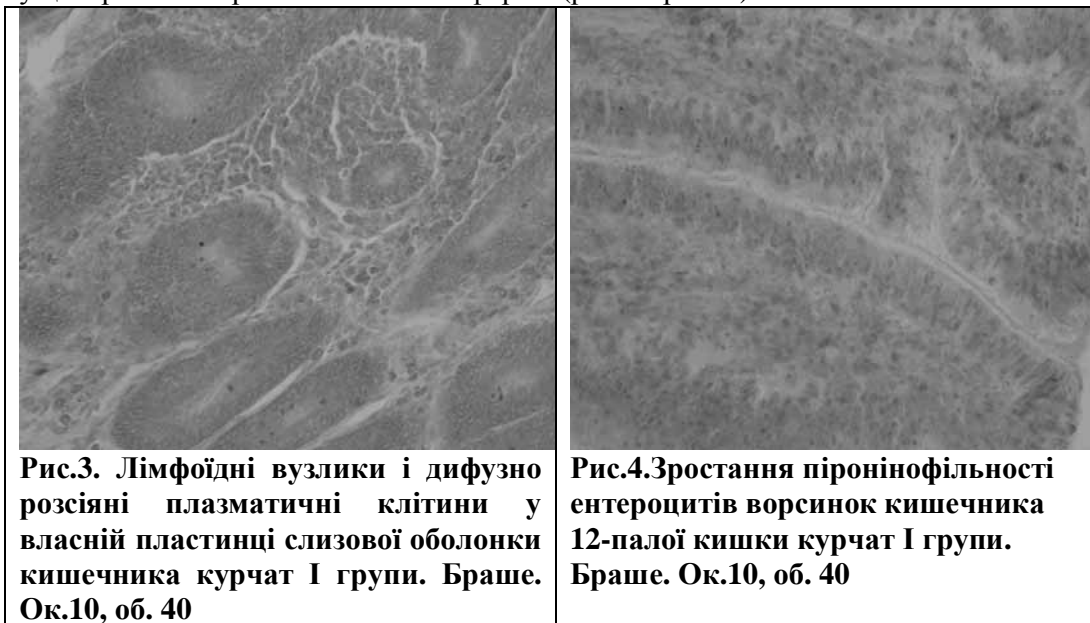 Рис.3. Лімфоїдні вузлики і дифузно
розсіяні плазматичні клітини у
власній пластинці слизової оболонки
кишечника курчат І групи. Браше.
Ок.10, об. 40
Рис.4.Зростання піронінофільності
ентероцитів ворсинок кишечника
12-палої кишки курчат І групи.
Браше. Ок.10, об. 40